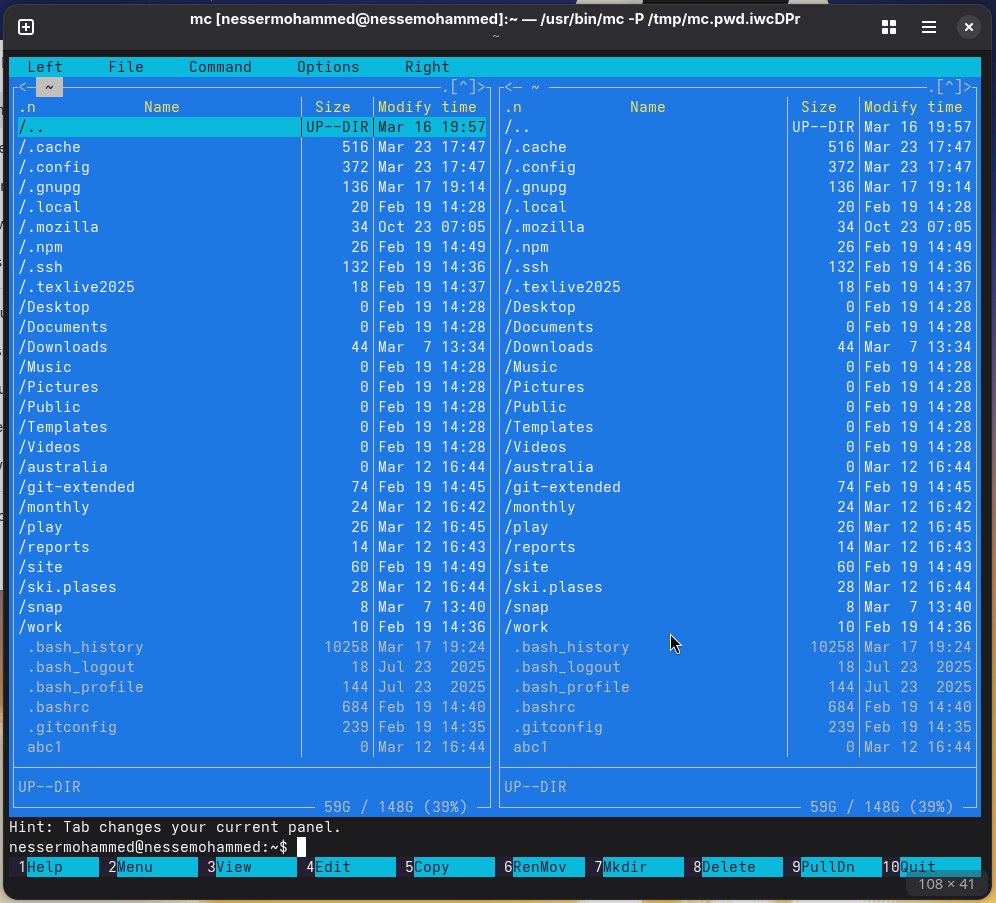 mc [nessermohammed@nessemohammed]:~ — /usr/bin/mc -P /tmp/mc.pwd.iwcDPr
~
Left File Command Options Right
<─ ~ .[^]> <─ ~ .[^]>
.n Name Size Modify time .n Name Size Modify time
/.. UP--DIR Mar 16 19:57 /.. UP--DIR Mar 16 19:57
/.cache 516 Mar 23 17:47 /.cache 516 Mar 23 17:47
/.config 372 Mar 23 17:47 /.config 372 Mar 23 17:47
/.gnupg 136 Mar 17 19:14 /.gnupg 136 Mar 17 19:14
/.local 20 Feb 19 14:28 /.local 20 Feb 19 14:28
/.mozilla 34 Oct 23 07:05 /.mozilla 34 Oct 23 07:05
/.npm 26 Feb 19 14:49 /.npm 26 Feb 19 14:49
/.ssh 132 Feb 19 14:36 /.ssh 132 Feb 19 14:36
/.texlive2025 18 Feb 19 14:37 /.texlive2025 18 Feb 19 14:37
/Desktop 0 Feb 19 14:28 /Desktop 0 Feb 19 14:28
/Documents 0 Feb 19 14:28 /Documents 0 Feb 19 14:28
/Downloads 44 Mar 7 13:34 /Downloads 44 Mar 7 13:34
/Music 0 Feb 19 14:28 /Music 0 Feb 19 14:28
/Pictures 0 Feb 19 14:28 /Pictures 0 Feb 19 14:28
/Public 0 Feb 19 14:28 /Public 0 Feb 19 14:28
/Templates 0 Feb 19 14:28 /Templates 0 Feb 19 14:28
/Videos 0 Feb 19 14:28 /Videos 0 Feb 19 14:28
/australia 0 Mar 12 16:44 /australia 0 Mar 12 16:44
/git-extended 74 Feb 19 14:45 /git-extended 74 Feb 19 14:45
/monthly 24 Mar 12 16:42 /monthly 24 Mar 12 16:42
/play 26 Mar 12 16:45 /play 26 Mar 12 16:45
/reports 14 Mar 12 16:43 /reports 14 Mar 12 16:43
/site 60 Feb 19 14:49 /site 60 Feb 19 14:49
/ski.plases 28 Mar 12 16:44 /ski.plases 28 Mar 12 16:44
/snap 8 Mar 7 13:40 /snap 8 Mar 7 13:40
/work 10 Feb 19 14:36 /work 10 Feb 19 14:36
.bash_history 10258 Mar 17 19:24 .bash_history 10258 Mar 17 19:24
.bash_logout 18 Jul 23 2025 .bash_logout 18 Jul 23 2025
.bash_profile 144 Jul 23 2025 .bash_profile 144 Jul 23 2025
.bashrc 684 Feb 19 14:40 .bashrc 684 Feb 19 14:40
.gitconfig 239 Feb 19 14:35 .gitconfig 239 Feb 19 14:35
abc1 0 Mar 12 16:44 abc1 0 Mar 12 16:44
UP--DIR UP--DIR
59G / 148G (39%) 59G / 148G (39%)
Hint: Tab changes your current panel.
nessermohammed@nessemohammed:~$
1Help 2Menu 3View 4Edit 5Copy 6RenMov 7Mkdir 8Delete 9PullDn 10Quit
108 × 41